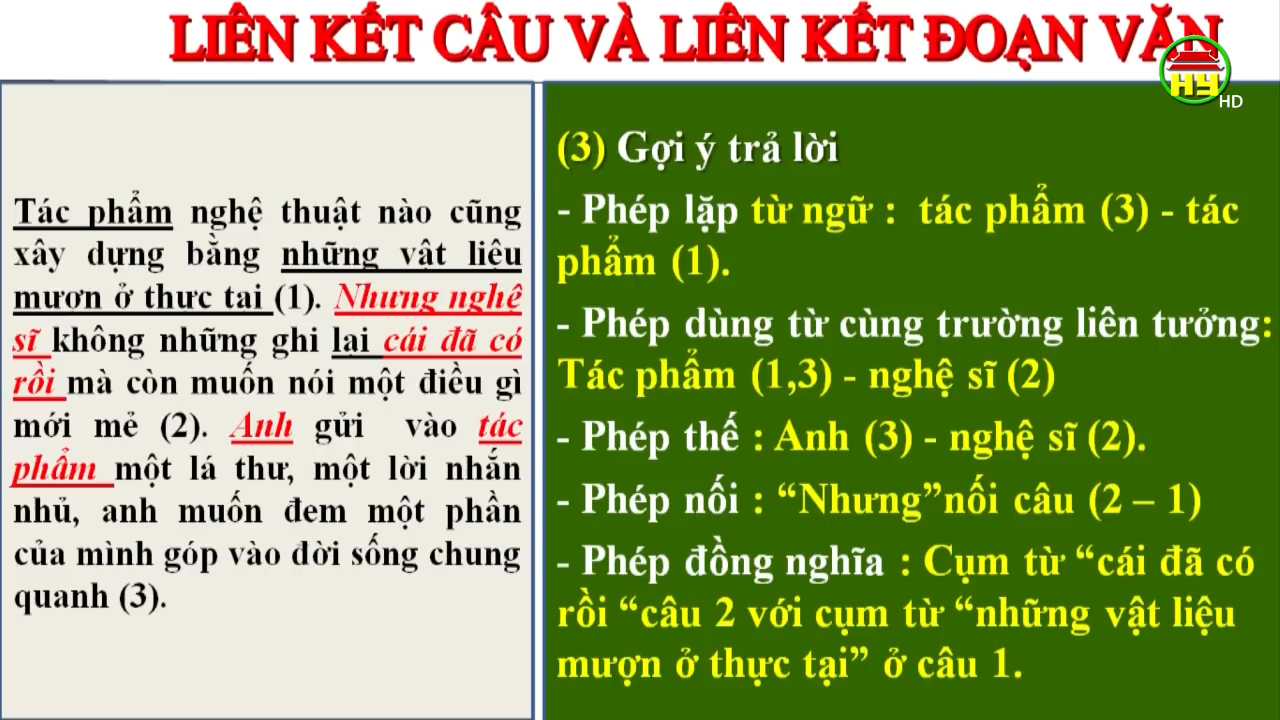 LIÊN KẾT CÂU VÀ LIÊN KẾT ĐOẠN VĂN
HY
HD
Tác phẩm nghệ thuật nào cũng
xây dựng bằng những vật liệu
mươn ở thưc tai (1). Nhưng nghệ
sĩ không những ghi lại cái đã có
rồi mà còn muốn nói một điều gì
mới mẻ (2). Anh gửi vào tác
phẩm một lá thư, một lời nhắn
nhủ, anh muốn đem một phần
của mình góp vào đời sống chung
quanh (3).
(3) Gợi ý trả lời
- Phép lặp từ ngữ : tác phẩm (3) - tác
phẩm (1).
- Phép dùng từ cùng trường liên tưởng:
Tác phẩm (1,3) - nghệ sĩ (2)
- Phép thế : Anh (3) - nghệ sĩ (2).
- Phép nối : “Nhưng”nối câu (2 – 1)
- Phép đồng nghĩa : Cụm từ “cái đã có
rồi “câu 2 với cụm từ “những vật liệu
mượn ở thực tại” ở câu 1.